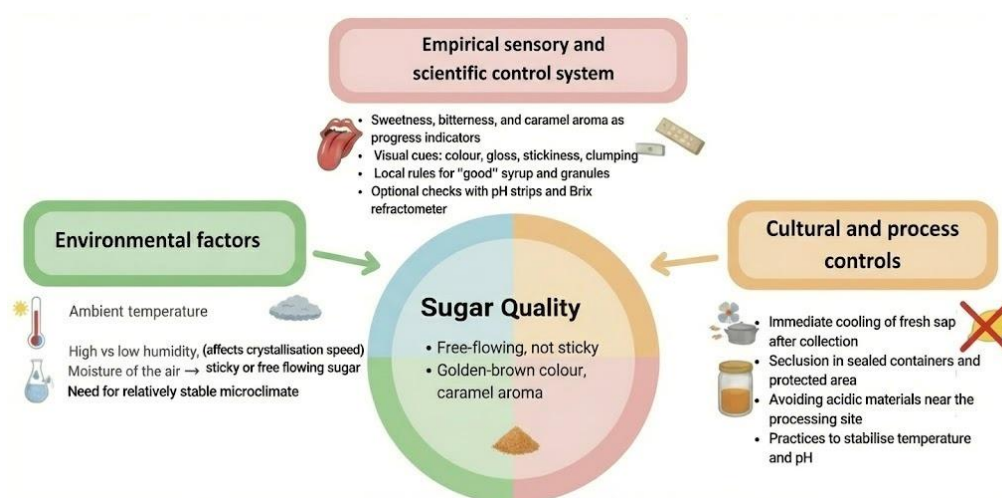 Empirical sensory and
scientific control system
• Sweetness, bitterness, and caramel aroma as
progress indicators
• Visual cues: colour, gloss, stickiness, clumping
• Local rules for "good" syrup and granules
• Optional checks with pH strips and Brix
refractometer
Environmental factors
Ambient temperature
High vs low humidity, (affects crystallisation speed)
Moisture of the air → sticky or free flowing sugar
Need for relatively stable microclimate
Sugar Quality
• Free-flowing, not sticky
• Golden-brown colour,
caramel aroma
Cultural and process
controls
• Immediate cooling of fresh sap
after collection
• Seclusion in sealed containers and
protected area
• Avoiding acidic materials near the
processing site
• Practices to stabilise temperature
and pH